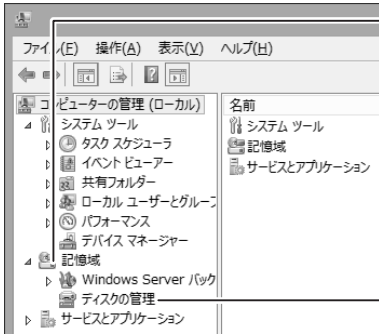 ファイル(F) 操作(A) 表示(V) ヘルプ(H)
コンピューターの管理 (ローカル)
システム ツール
タスク スケジューラ
イベント ビューアー
共有フォルダー
ローカル ユーザーとグループ
パフォーマンス
デバイス マネージャー
記憶域
Windows Server バック
ディスクの管理
サービスとアプリケーション
名前
システム ツール
記憶域
サービスとアプリケーション